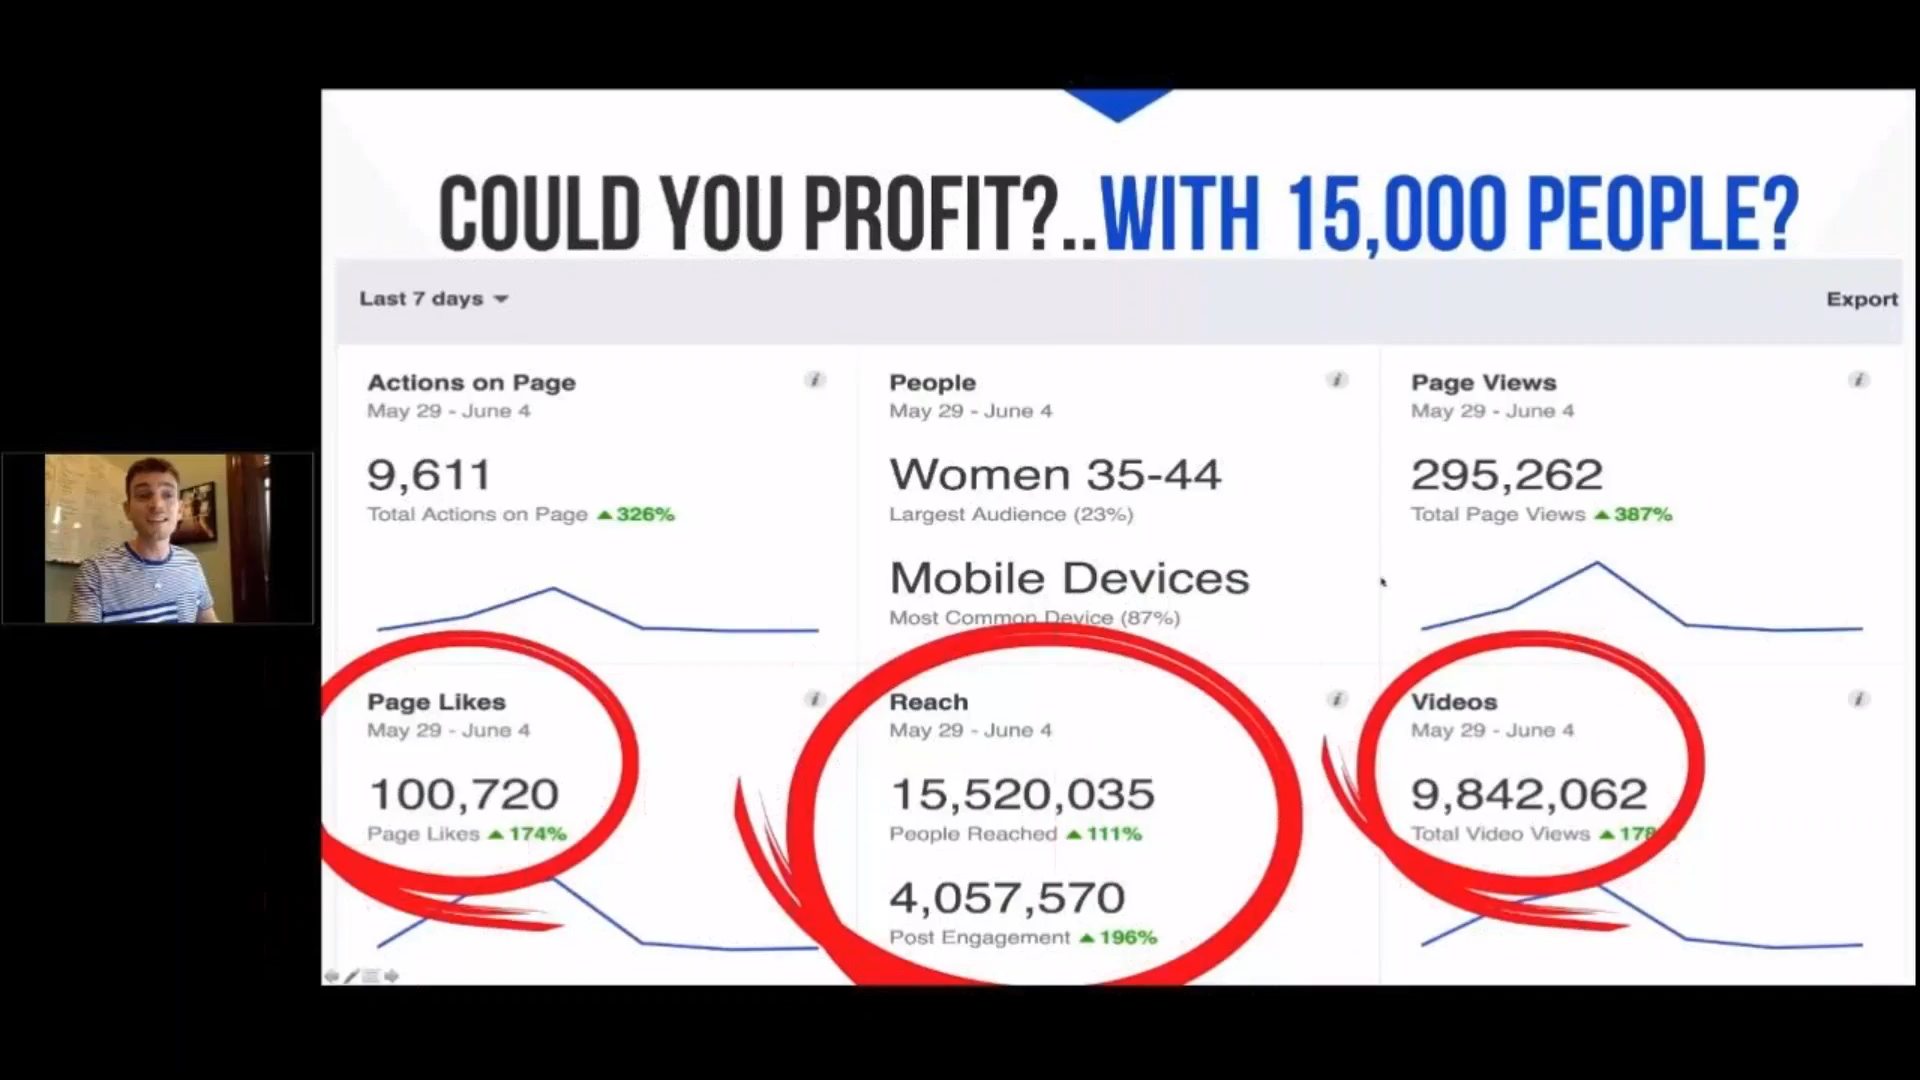 COULD YOU PROFIT?..WITH 15,000 PEOPLE?
Last 7 days
Export
Actions on Page
May 29 - June 4
9,611
Total Actions on Page 326%
People
May 29 - June 4
Women 35-44
Largest Audience (23%)
Mobile Devices
Most Common Device (87%)
Page Views
May 29 - June 4
295,262
Total Page Views 387%
Page Likes
May 29 - June 4
100,720
Page Likes 174%
Reach
May 29 - June 4
15,520,035
People Reached 111%
4,057,570
Post Engagement 196%
Videos
May 29 - June 4
9,842,062
Total Video Views 178